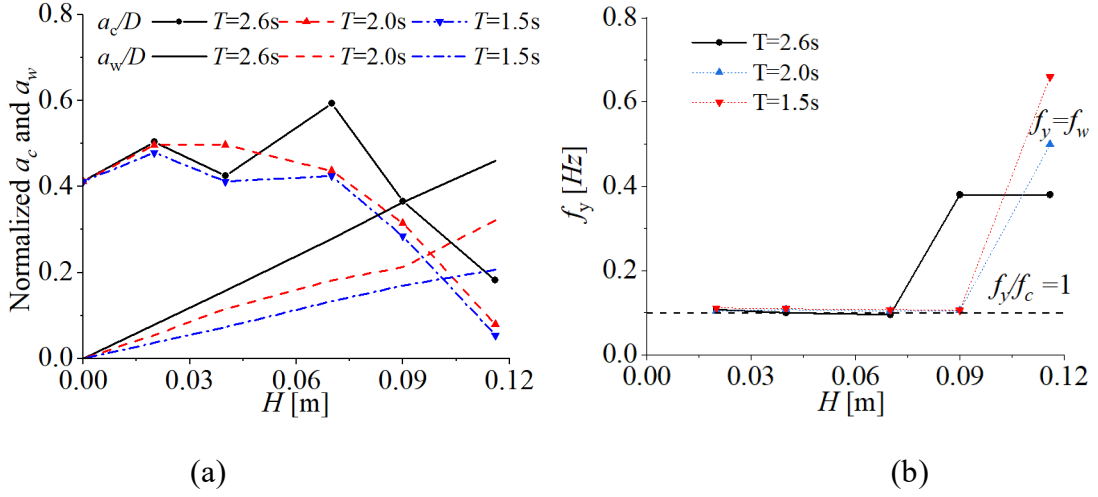 a_c/D T=2.6s T=2.0s T=1.5s
a_w/D T=2.6s T=2.0s T=1.5s
Normalized a_c and a_w
0.8
0.6
0.4
0.2
0.0
0.00 0.03 0.06 0.09 0.12
H [m]
(a)
T=2.6s
T=2.0s
T=1.5s
f_y=f_w
f_y/f_c =1
f_y [Hz]
0.8
0.6
0.4
0.2
0.0
0.00 0.03 0.06 0.09 0.12
H [m]
(b)